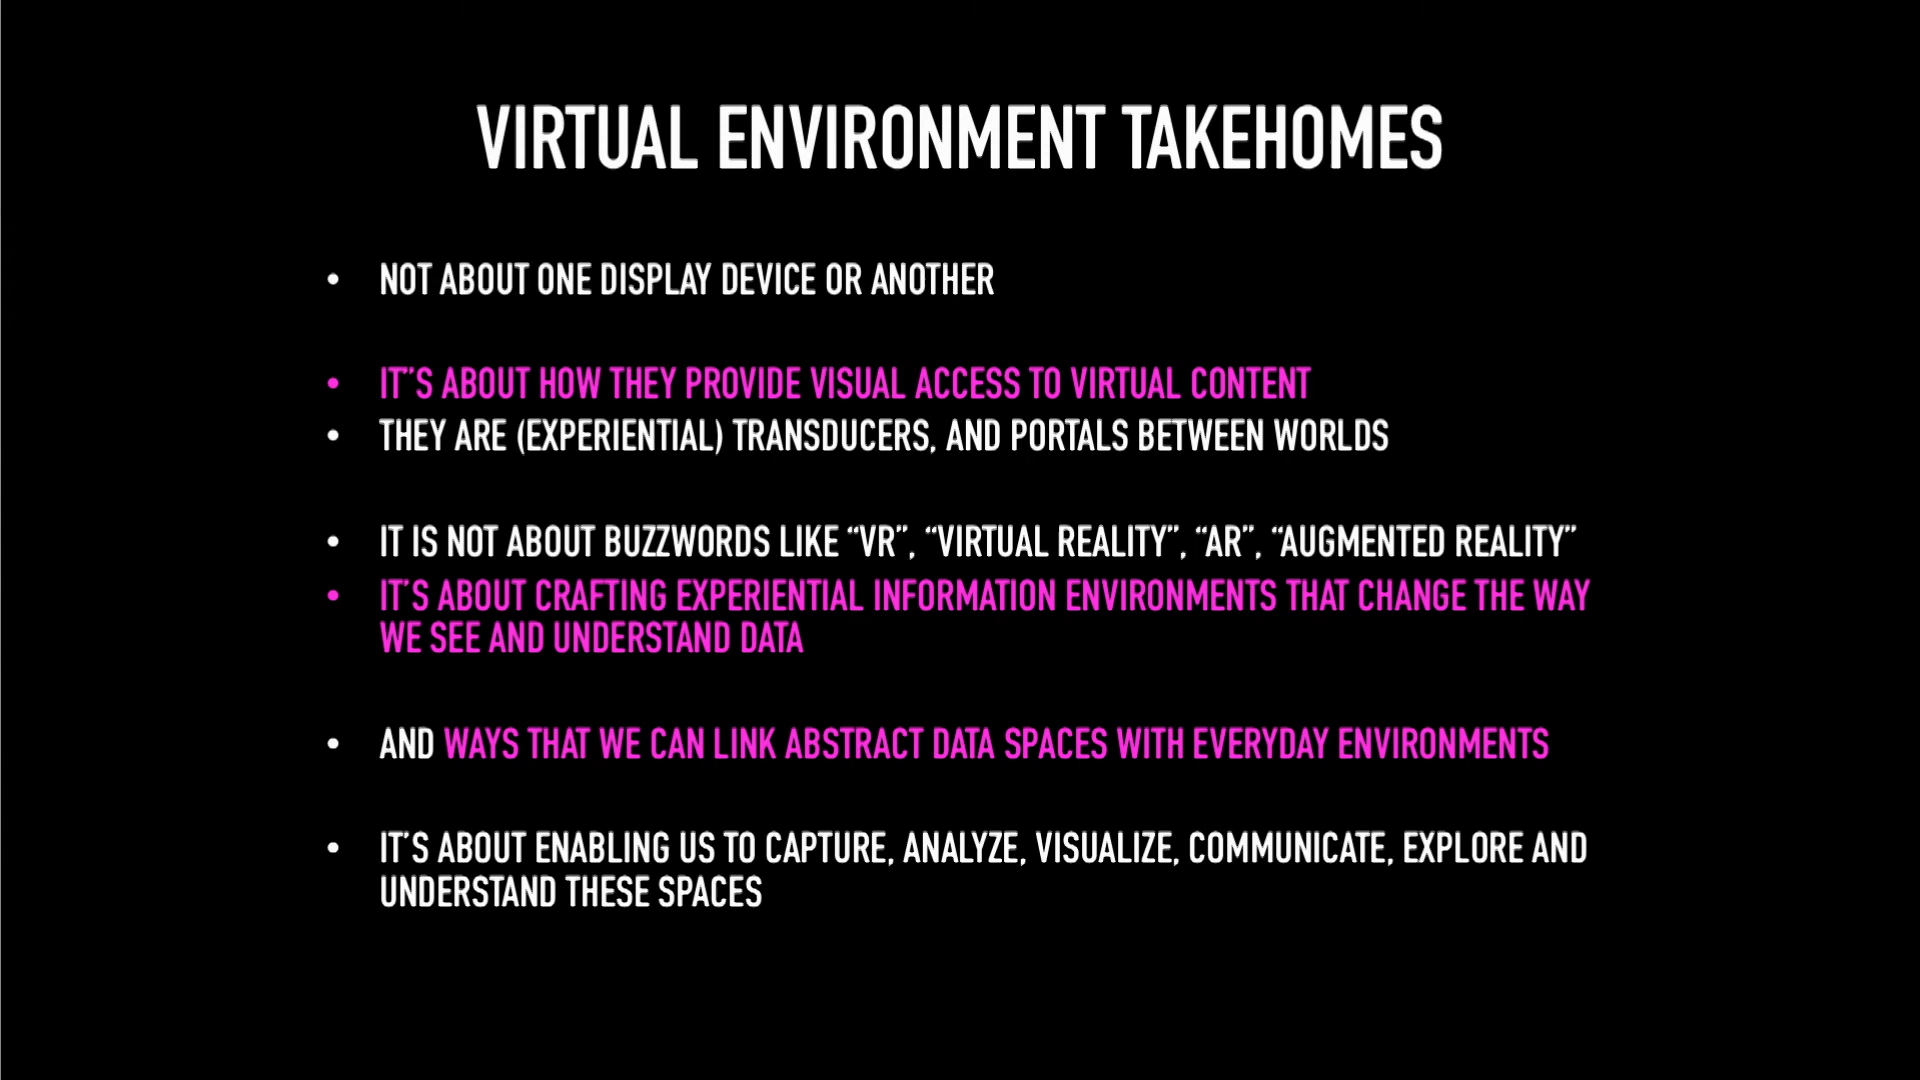 VIRTUAL ENVIRONMENT TAKEHOMES
• NOT ABOUT ONE DISPLAY DEVICE OR ANOTHER
• IT”S ABOUT HOW THEY PROVIDE VISUAL ACCESS TO VIRTUAL CONTENT
• THEY ARE (EXPERIENTIAL) TRANSDUCERS, AND PORTALS BETWEEN WORLDS
• IT IS NOT ABOUT BUZZWORDS LIKE “VR”, “VIRTUAL REALITY”, “AR”, “AUGMENTED REALITY”
• IT’S ABOUT CRAFTING EXPERIENTIAL INFORMATION ENVIRONMENTS THAT CHANGE THE WAY
WE SEE AND UNDERSTAND DATA
• AND WAYS THAT WE CAN LINK ABSTRACT DATA SPACES WITH EVERYDAY ENVIRONMENTS
• IT’S ABOUT ENABLING US TO CAPTURE, ANALYZE, VISUALIZE, COMMUNICATE, EXPLORE AND
UNDERSTAND THESE SPACES